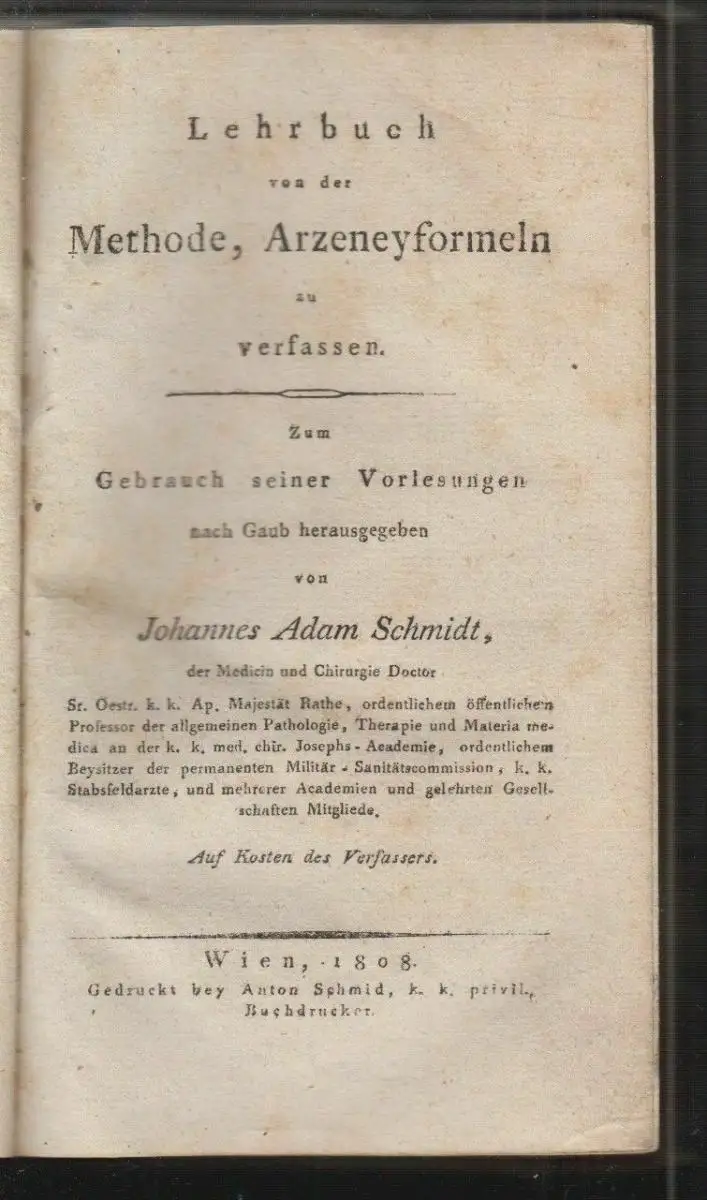 Lehrbuch
von der
Methode, Arzeneyformeln
zu
verfassen.
Zum
Gebrauch seiner Vorlesungen
nach Gaub herausgegeben
von
Johannes Adam Schmidt,
der Medicin und Chirurgie Doctor
Sr. Oestr. k. k. Ap. Majestät Rathe, ordentlichem öffentlichen
Professor der allgemeinen Pathologie, Therapie und Materia me-
dica an der k. k. med. chir. Josephs-Academie, ordentlichem
Beysitzer der permanenten Militär-Sanitätscommission, k. k.
Stabsfeldarzte, und mehrerer Academien und gelehrten Gesell-
schaften Mitgliede.
Auf Kosten des Verfassers.
Wien, 1808.
Gedruckt bey Anton Schmid, k. k. privil.,
Buchdrucker.